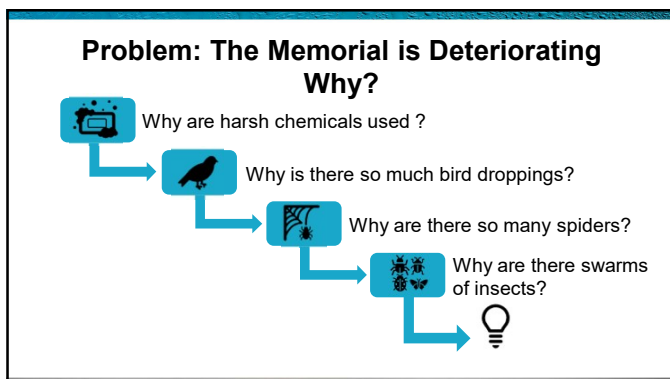 Problem: The Memorial is Deteriorating
Why?
Why are harsh chemicals used ?
Why is there so much bird droppings?
Why are there so many spiders?
Why are there swarms
of insects?